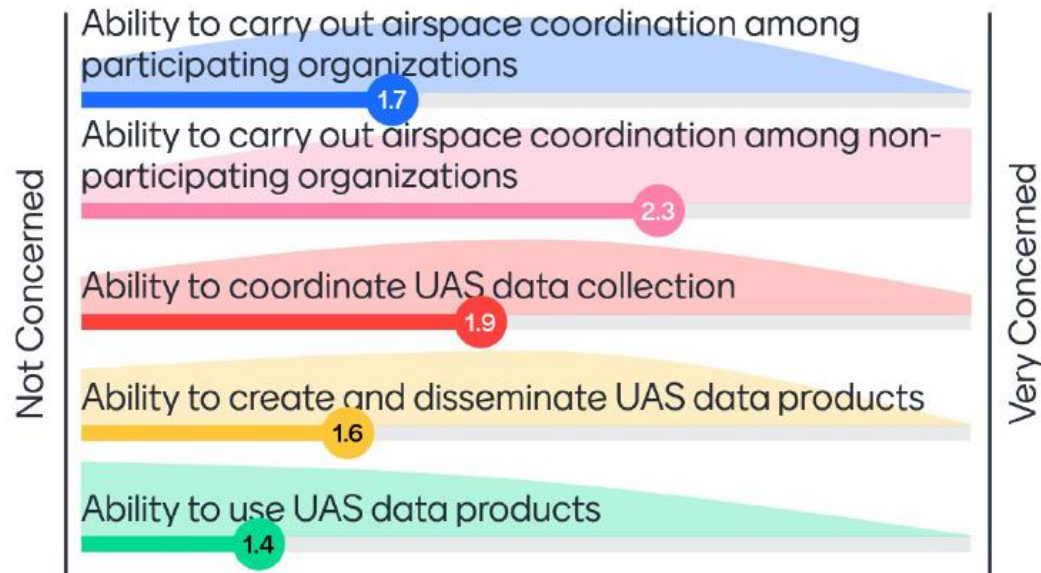 Ability to carry out airspace coordination among
participating organizations
1.7
Ability to carry out airspace coordination among non-
participating organizations
2.3
Ability to coordinate UAS data collection
1.9
Ability to create and disseminate UAS data products
1.6
Ability to use UAS data products
1.4
Not Concerned
Very Concerned